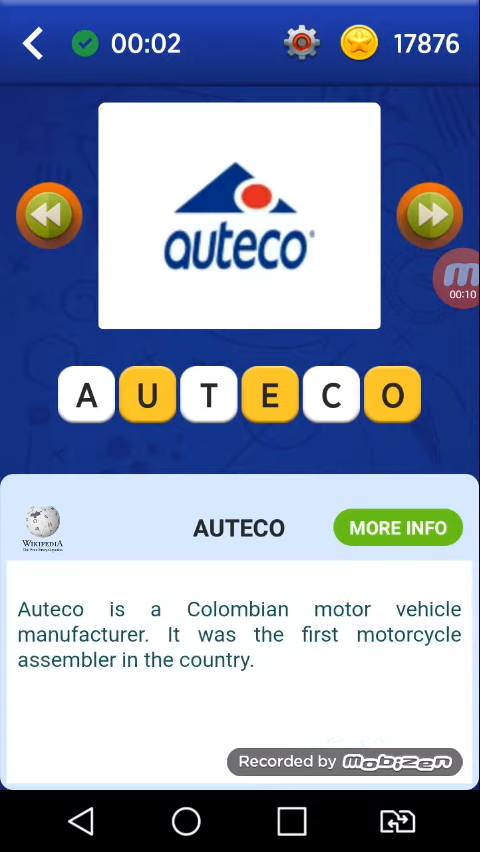 00:02
17876
auteco
00:10
A U T E C O
WIKIPEDIA
AUTECO
MORE INFO
Auteco is a Colombian motor vehicle
manufacturer. It was the first motorcycle
assembler in the country.
Recorded by mobizen